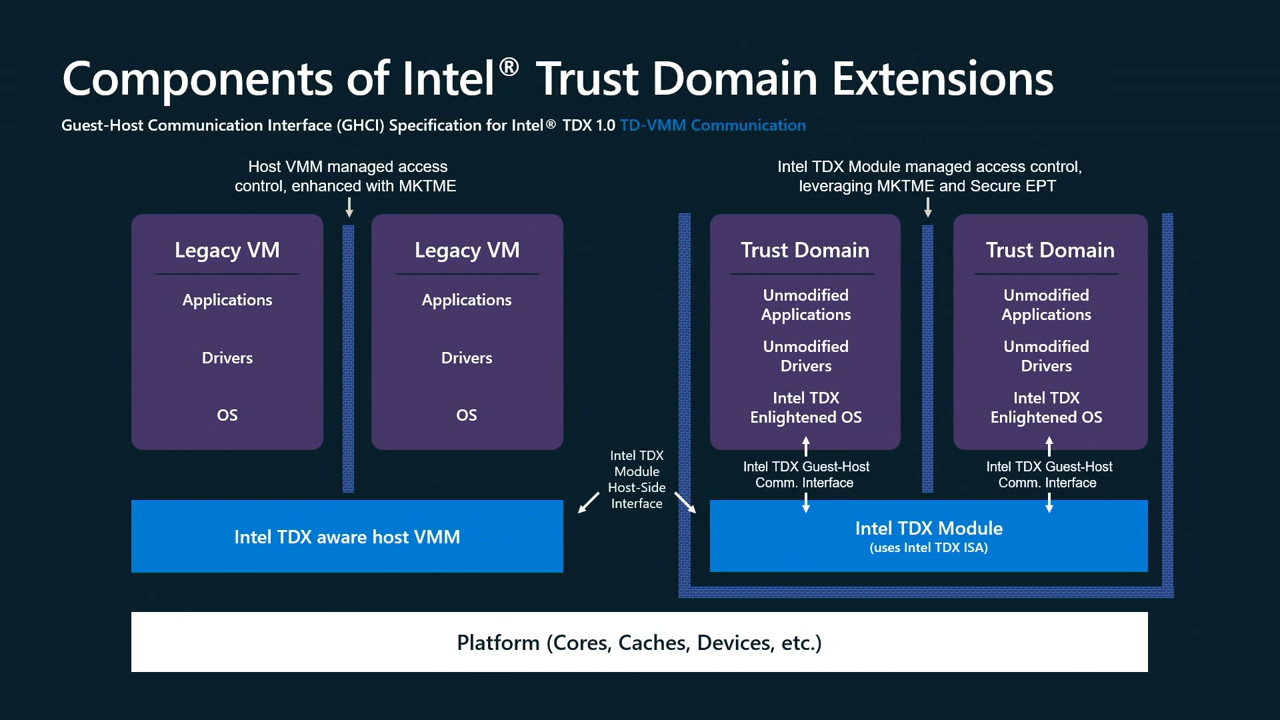 Components of Intel® Trust Domain Extensions
Guest-Host Communication Interface (GHCI) Specification for Intel® TDX 1.0 TD-VMM Communication
Host VMM managed access
control, enhanced with MKTME
Intel TDX Module managed access control,
leveraging MKTME and Secure EPT
Legacy VM
Applications
Drivers
OS
Legacy VM
Applications
Drivers
OS
Trust Domain
Unmodified
Applications
Unmodified
Drivers
Intel TDX
Enlightened OS
Trust Domain
Unmodified
Applications
Unmodified
Drivers
Intel TDX
Enlightened OS
Intel TDX
Module
Host-Side
Interface
Intel TDX Guest-Host
Comm. Interface
Intel TDX Guest-Host
Comm. Interface
Intel TDX aware host VMM
Intel TDX Module
(uses Intel TDX ISA)
Platform (Cores, Caches, Devices, etc.)